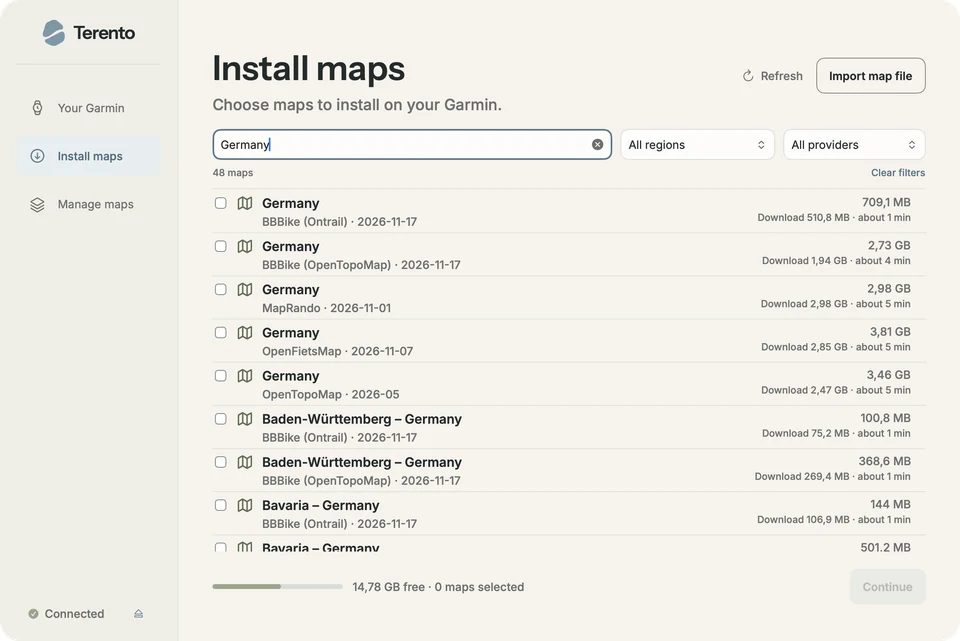 Terento
Your Garmin
Install maps
Manage maps
Connected
Install maps
Choose maps to install on your Garmin.
Refresh
Import map file
Germany
All regions
All providers
48 maps
Clear filters
Germany
709,1 MB
BBBike (Ontrail) · 2026-11-17
Download 510,8 MB · about 1 min
Germany
2,73 GB
BBBike (OpenTopoMap) · 2026-11-17
Download 1,94 GB · about 4 min
Germany
2,98 GB
MapRando · 2026-11-01
Download 2,98 GB · about 5 min
Germany
3,81 GB
OpenFietsMap · 2026-11-07
Download 2,85 GB · about 5 min
Germany
3,46 GB
OpenTopoMap · 2026-05
Download 2,47 GB · about 5 min
Baden-Württemberg – Germany
100,8 MB
BBBike (Ontrail) · 2026-11-17
Download 75,2 MB · about 1 min
Baden-Württemberg – Germany
368,6 MB
BBBike (OpenTopoMap) · 2026-11-17
Download 269,4 MB · about 1 min
Bavaria – Germany
144 MB
BBBike (Ontrail) · 2026-11-17
Download 106,9 MB · about 1 min
Bavaria – Germany
501,2 MB
14,78 GB free · 0 maps selected
Continue